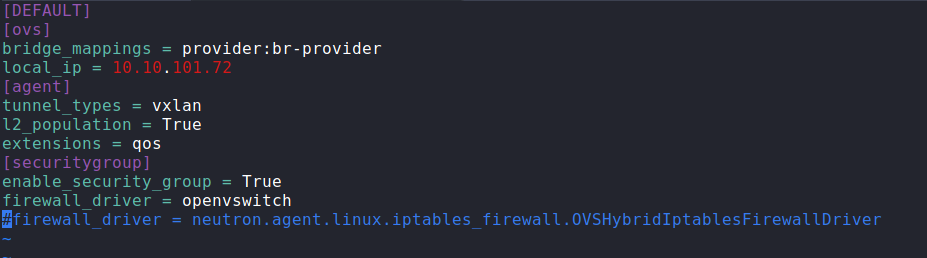 [DEFAULT]
[ovs]
bridge_mappings = provider:br-provider
local_ip = 10.10.101.72
[agent]
tunnel_types = vxlan
l2_population = True
extensions = qos
[securitygroup]
enable_security_group = True
firewall_driver = openvswitch
#firewall_driver = neutron.agent.linux.iptables_firewall.OVSHybridIptablesFirewallDriver
~
~